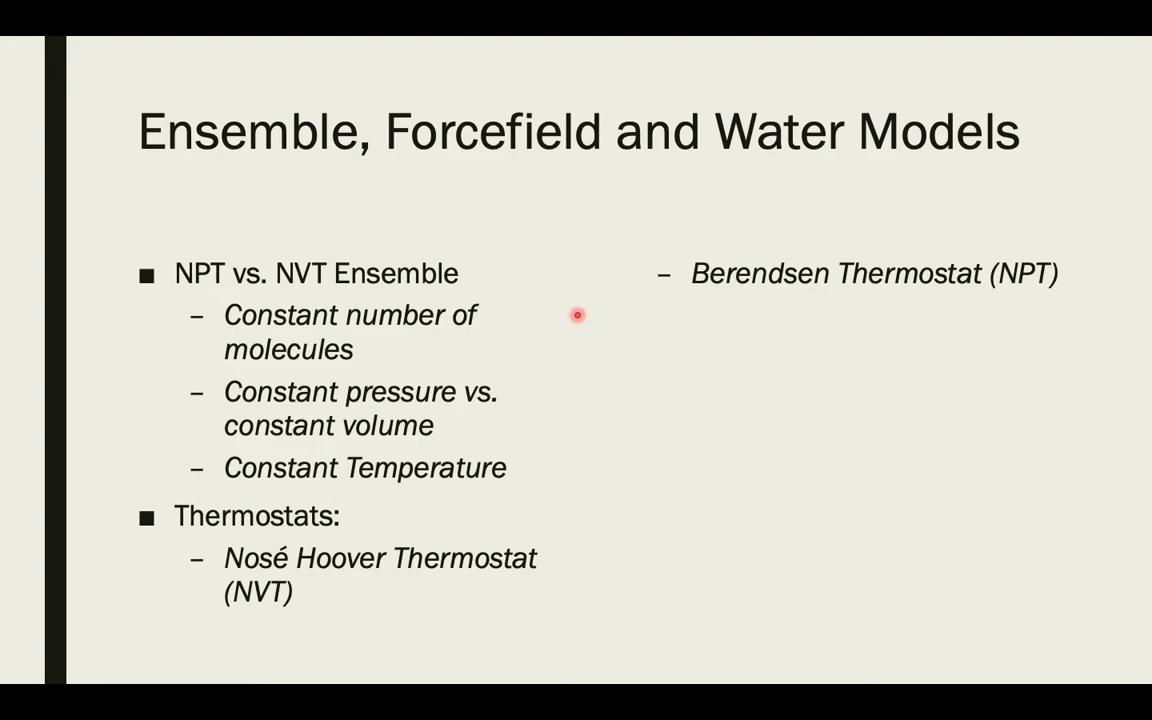 Ensemble, Forcefield and Water Models
■ NPT vs. NVT Ensemble
– Constant number of
molecules
– Constant pressure vs.
constant volume
– Constant Temperature
■ Thermostats:
– Nosé Hoover Thermostat
(NVT)
– Berendsen Thermostat (NPT)